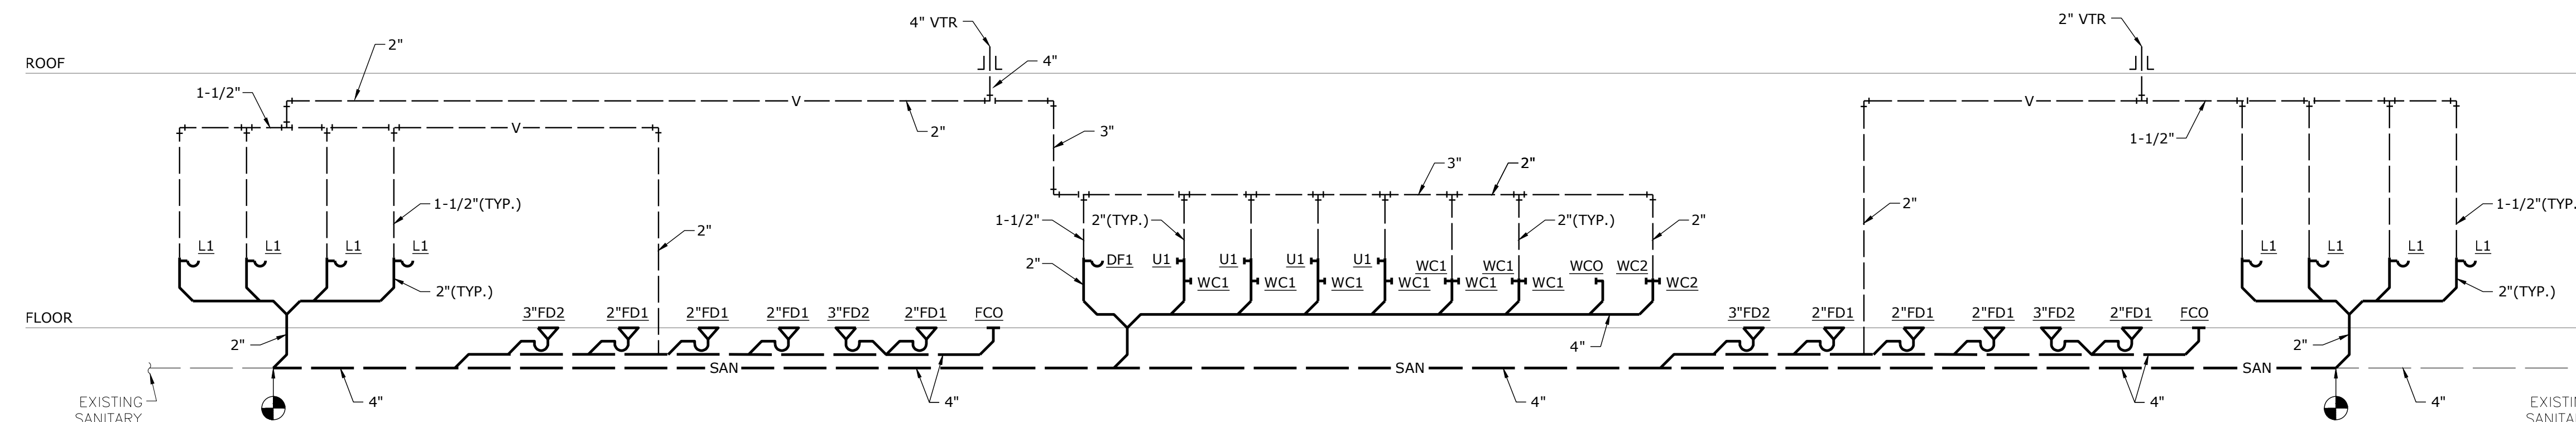 4" VTR
2" VTR
2"
ROOF
4"
1-1/2"
V
V
V
2"
3"
1-1/2"
3"
2"
1-1/2"(TYP.)
2"
1-1/2"
2"(TYP.)
2"(TYP.)
2"
2"
1-1/2"(TYP.
L1
L1
L1
L1
2"
DF1
U1
U1
U1
U1
WC1
WC1
WCO
WC2
L1
L1
L1
L1
WC1
WC1
WC1
WC1
WC1
WC1
WC2
2"(TYP.)
2"(TYP.)
FLOOR
3"FD2
2"FD1
2"FD1
2"FD1
3"FD2
2"FD1
FCO
3"FD2
2"FD1
2"FD1
2"FD1
3"FD2
2"FD1
FCO
2"
4"
2"
SAN
SAN
SAN
EXISTING
SANITARY
4"
4"
4"
4"
4"